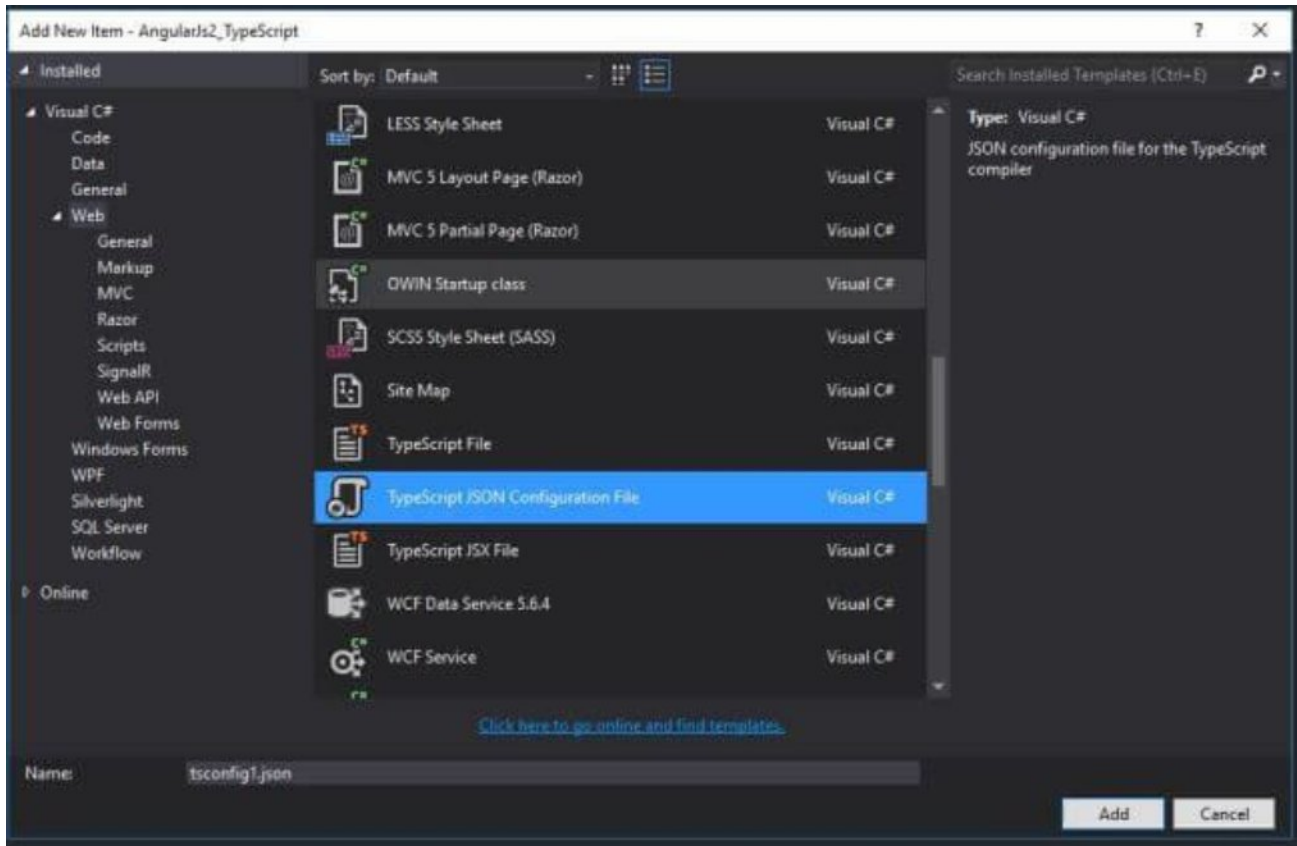 Add New Item - AngularJs2_TypeScript
? ×
Installed
Sort by: Default
Search Installed Templates (Ctrl+E)
Visual C#
Code
Data
General
Web
General
Markup
MVC
Razor
Scripts
SignalR
Web API
Web Forms
Windows Forms
WPF
Silverlight
SQL Server
Workflow
Online
LESS Style Sheet Visual C#
MVC 5 Layout Page (Razor) Visual C#
MVC 5 Partial Page (Razor) Visual C#
OWIN Startup class Visual C#
SCSS Style Sheet (SASS) Visual C#
Site Map Visual C#
TypeScript File Visual C#
TypeScript JSON Configuration File Visual C#
TypeScript JSX File Visual C#
WCF Data Service 5.6.4 Visual C#
WCF Service Visual C#
Click here to go online and find templates.
Type: Visual C#
JSON configuration file for the TypeScript
compiler
Name: tsconfig1.json
Add Cancel